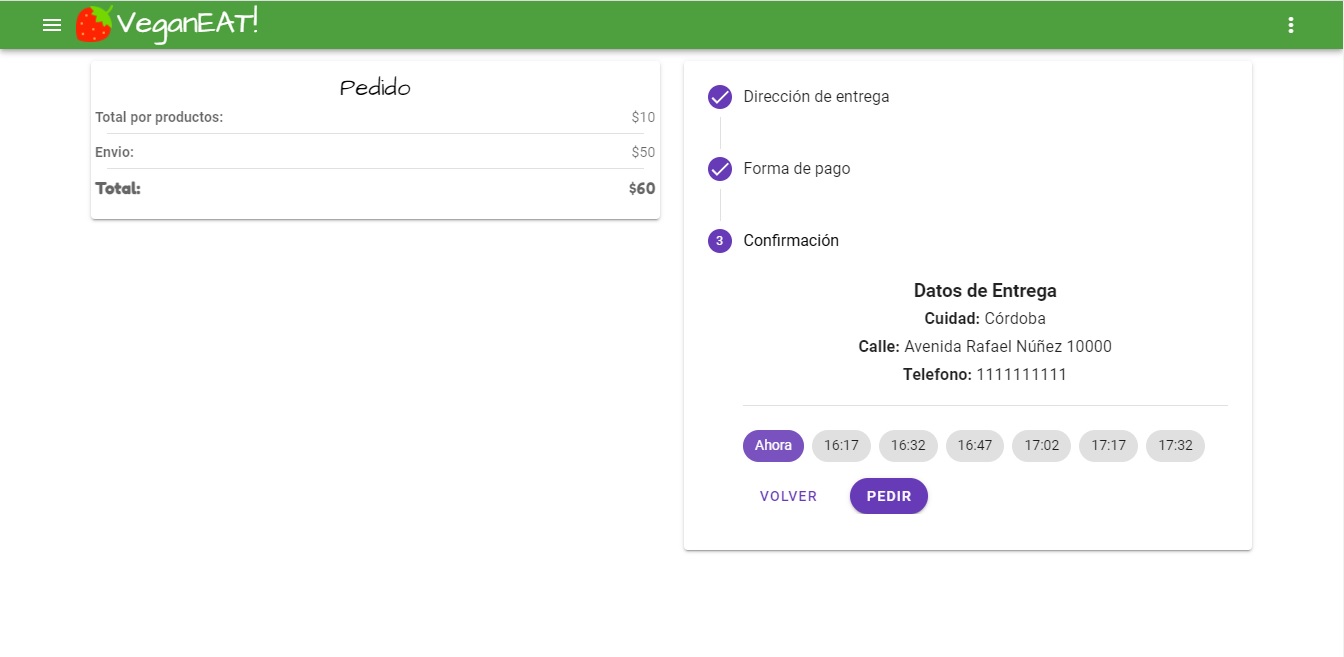 VeganEAT!
Pedido
Total por productos: $10
Envio: $50
Total: $60
Dirección de entrega
Forma de pago
3 Confirmación
Datos de Entrega
Cuidad: Córdoba
Calle: Avenida Rafael Núñez 10000
Telefono: 1111111111
Ahora 16:17 16:32 16:47 17:02 17:17 17:32
VOLVER PEDIR